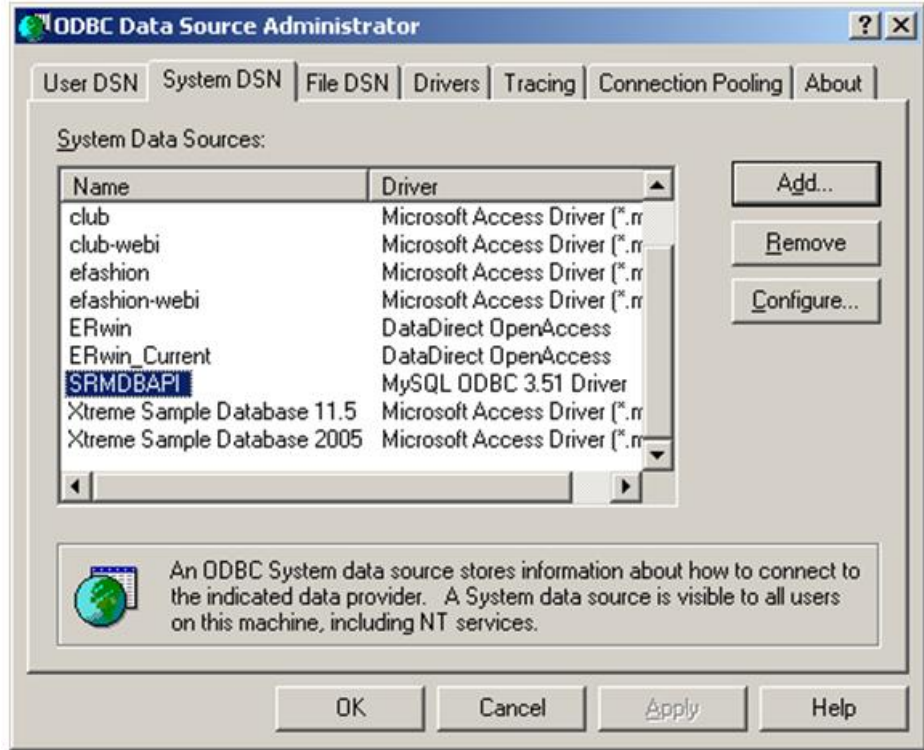 ODBC Data Source Administrator
User DSN System DSN File DSN Drivers Tracing Connection Pooling About
System Data Sources:
Name Driver
club Microsoft Access Driver (*.m
club-webi Microsoft Access Driver (*.m
efashion Microsoft Access Driver (*.m
efashion-webi Microsoft Access Driver (*.m
ERwin DataDirect OpenAccess
ERwin_Current DataDirect OpenAccess
SRMDBAPI MySQL ODBC 3.51 Driver
Xtreme Sample Database 11.5 Microsoft Access Driver (*.m
Xtreme Sample Database 2005 Microsoft Access Driver (*.m
Add...
Remove
Configure...
An ODBC System data source stores information about how to connect to
the indicated data provider. A System data source is visible to all users
on this machine, including NT services.
OK Cancel Apply Help